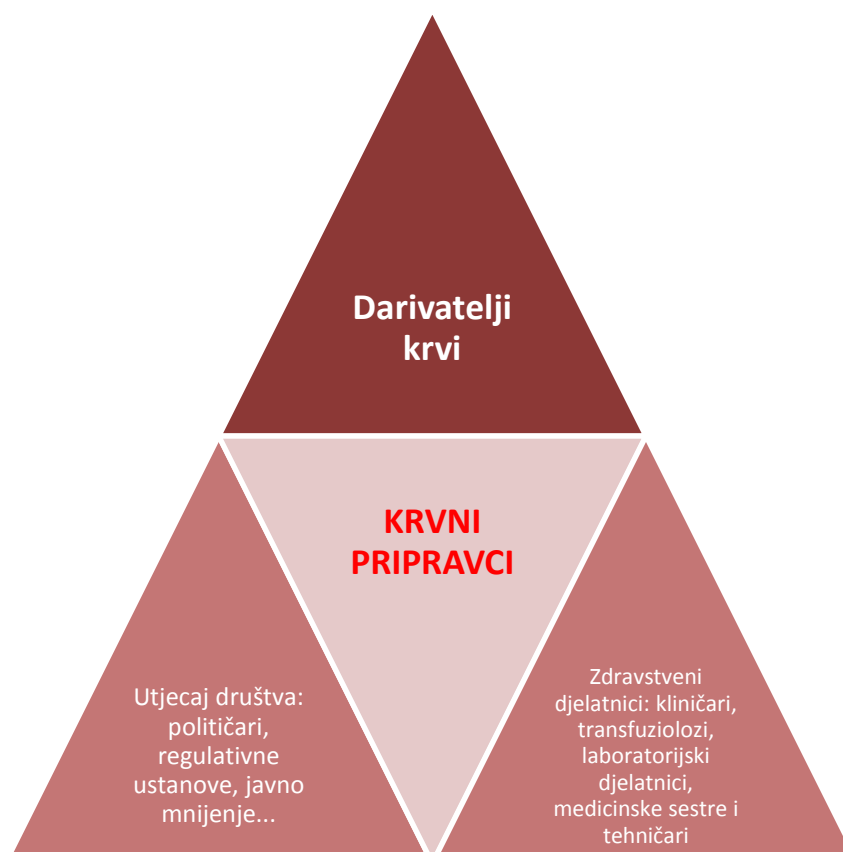 Darivatelji
krvi
KRVNI
PRIPRAVCI
Utjecaj društva:
političari,
regulativne
ustanove, javno
mnijenje...
Zdravstveni
djelatnici: kliničari,
transfuziolozi,
laboratorijski
djelatnici,
medicinske sestre i
tehničari